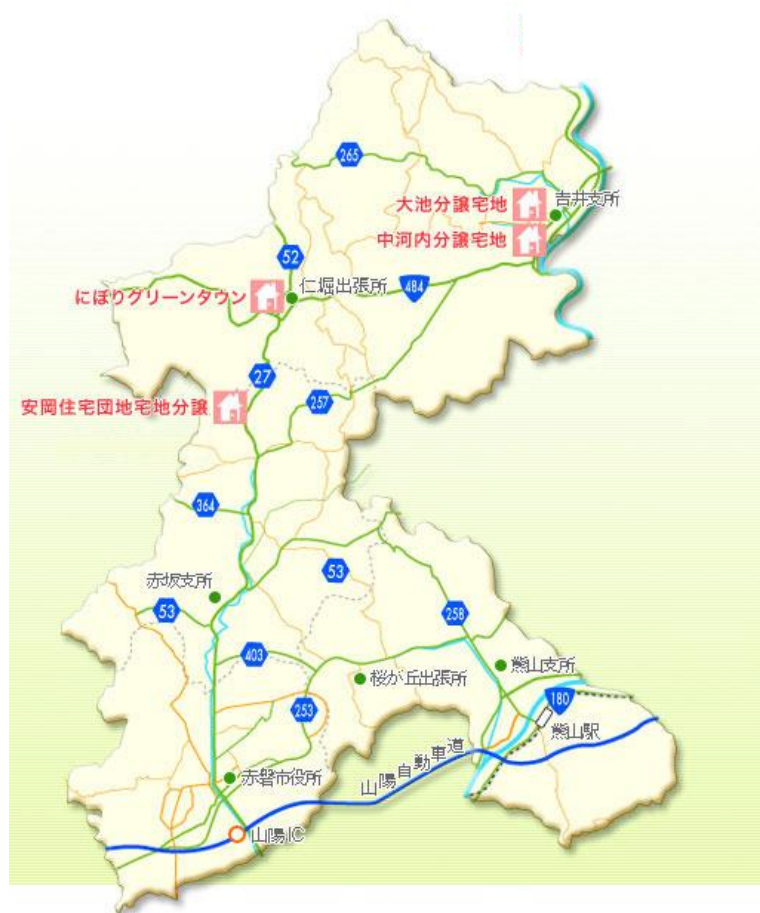 265
大池分譲宅地
吉井支所
中河内分譲宅地
52
にほりグリーンタウン
仁堀出張所
484
27
安岡住宅団地宅地分譲
257
364
赤坂支所
53
53
258
403
熊山支所
桜が丘出張所
180
253
熊山駅
山陽自動車道
赤磐市役所
山陽IC